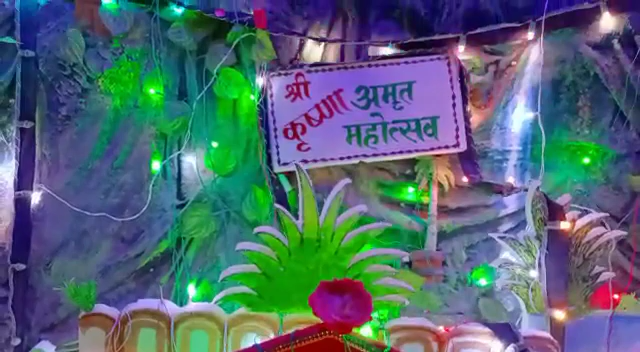 श्री
कृष्णा
अमृत
महोत्सव